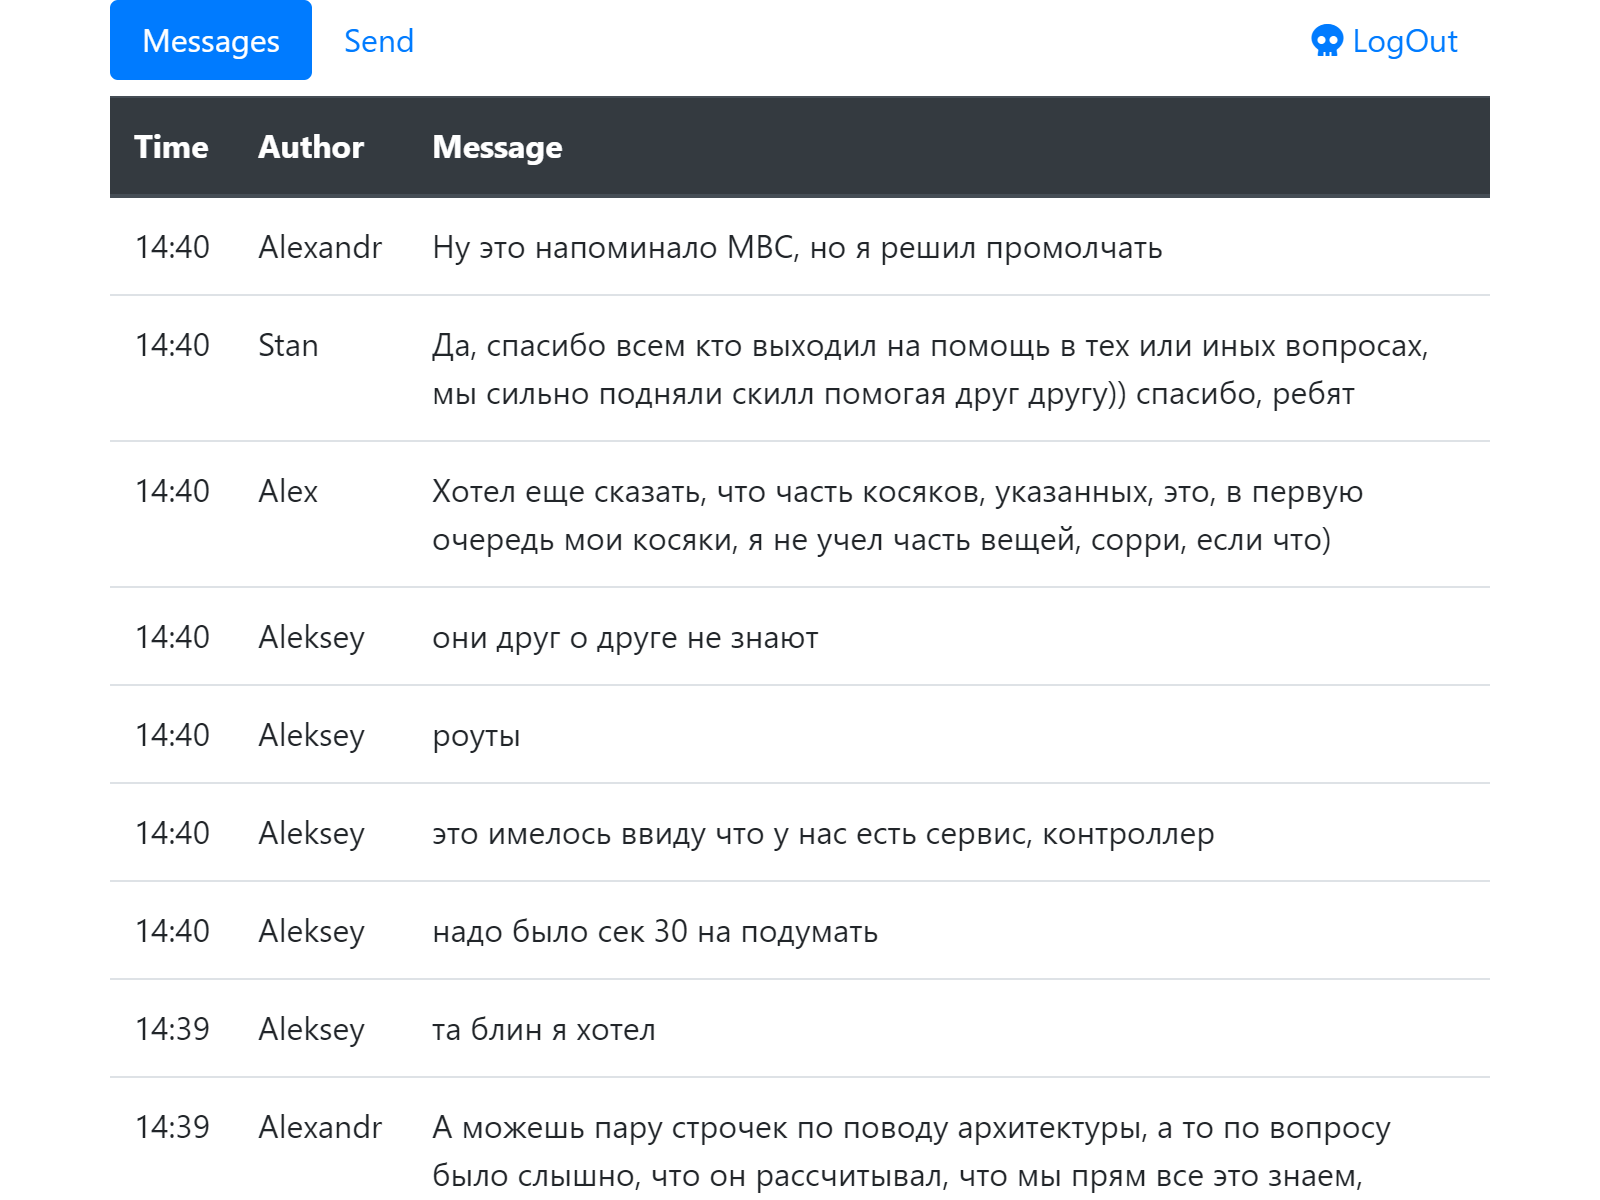 Messages Send LogOut
Time Author Message
14:40 Alexandr Ну это напоминало МВС, но я решил промолчать
14:40 Stan Да, спасибо всем кто выходил на помощь в тех или иных вопросах,
мы сильно подняли скилл помогая друг другу)) спасибо, ребят
14:40 Alex Хотел еще сказать, что часть косяков, указанных, это, в первую
очередь мои косяки, я не учел часть вещей, сорри, если что)
14:40 Aleksey они друг о друге не знают
14:40 Aleksey роуты
14:40 Aleksey это имелось ввиду что у нас есть сервис, контроллер
14:40 Aleksey надо было сек 30 на подумать
14:39 Aleksey та блин я хотел
14:39 Alexandr А можешь пару строчек по поводу архитектуры, а то по вопросу
было слышно, что он рассчитывал, что мы прям все это знаем,